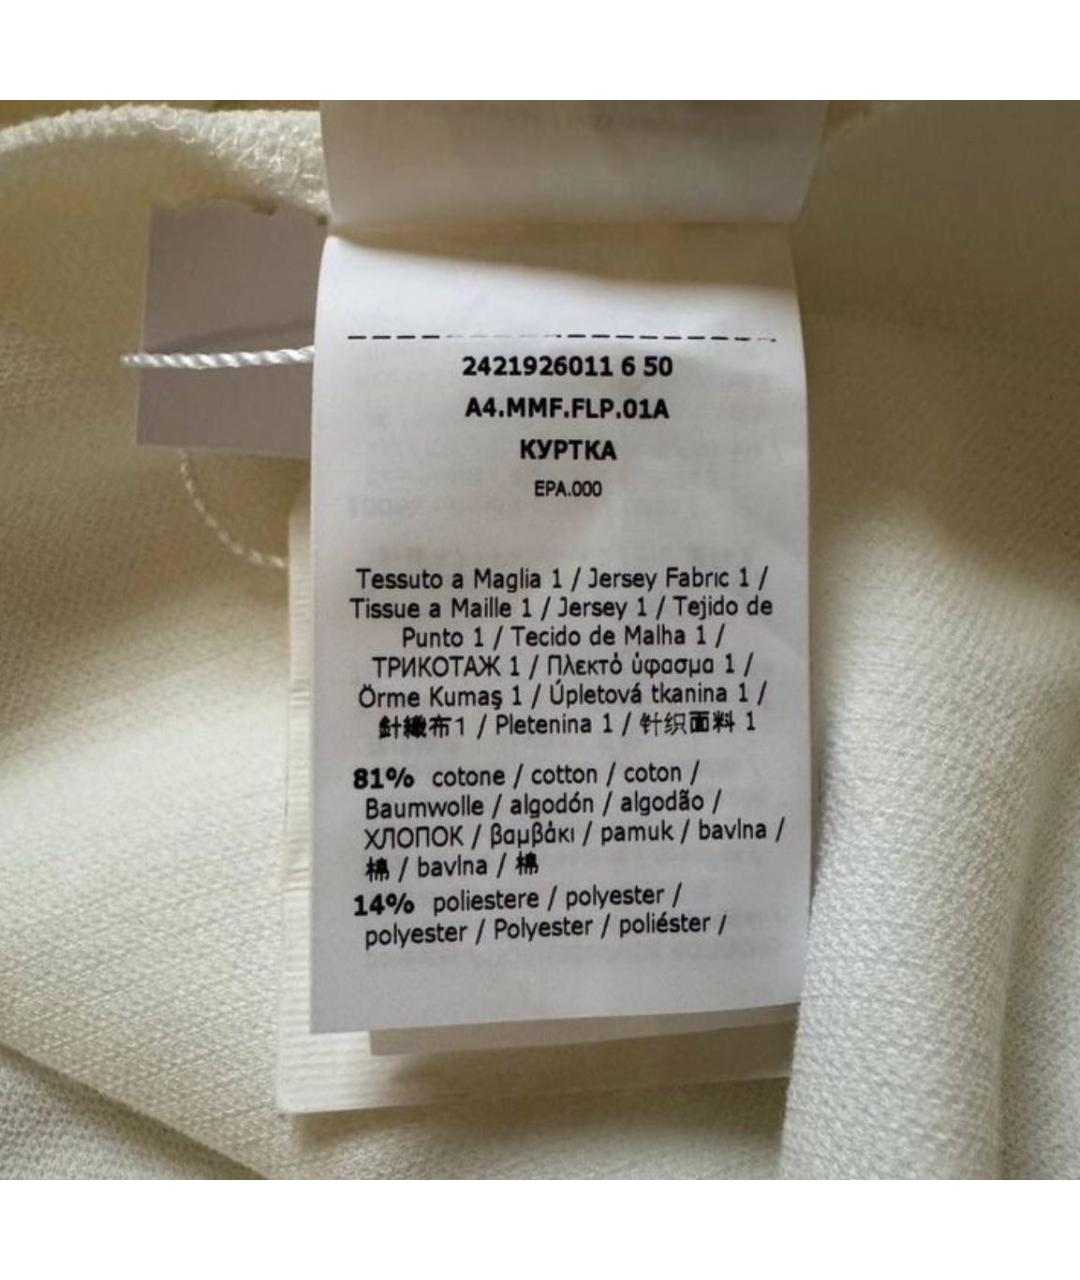 2421926011 6 50
A4.MMF.FLP.01A
КУРТКА
EPA.000
Tessuto a Maglia 1 / Jersey Fabric 1 /
Tissue a Maille 1 / Jersey 1 / Tejido de
Punto 1 / Tecido de Malha 1 /
ТРИКОТАЖ 1 / Πλεκτό ύφασμα 1 /
Örme Kumaş 1 / Úpletová tkanina 1 /
針織布1 / Pletenina 1 / 针织面料 1
81% cotone / cotton / coton /
Baumwolle / algodón / algodão /
ХЛОПОК / βαμβάκι / pamuk / bavlna /
棉 / bavlna / 棉
14% poliestere / polyester /
polyester / Polyester / poliéster /